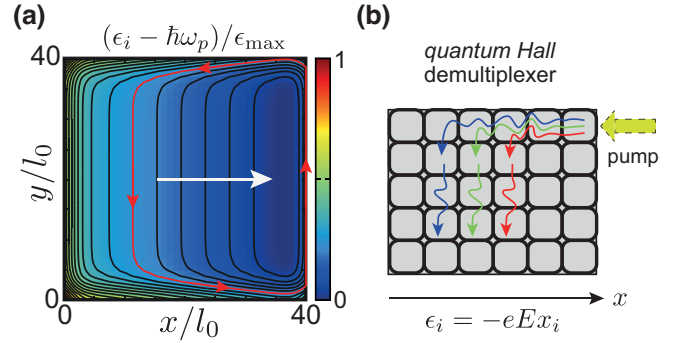 (a)
(ϵ_i − ħω_p)/ϵ_max
40
y/l_0
0
0
x/l_0
40
1
0
(b)
quantum Hall
demultiplexer
pump
x
ϵ_i = −eEx_i